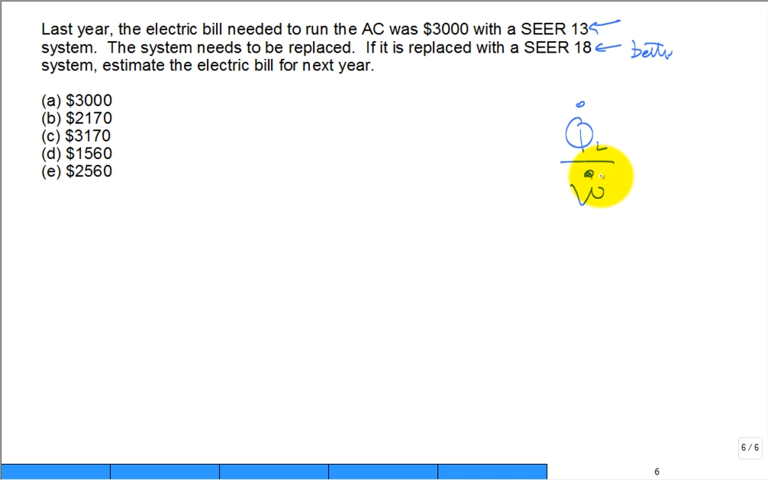 Last year, the electric bill needed to run the AC was $3000 with a SEER 13
system. The system needs to be replaced. If it is replaced with a SEER 18
system, estimate the electric bill for next year.
(a) $3000
(b) $2170
(c) $3170
(d) $1560
(e) $2560
Q̇L
6 / 6
6